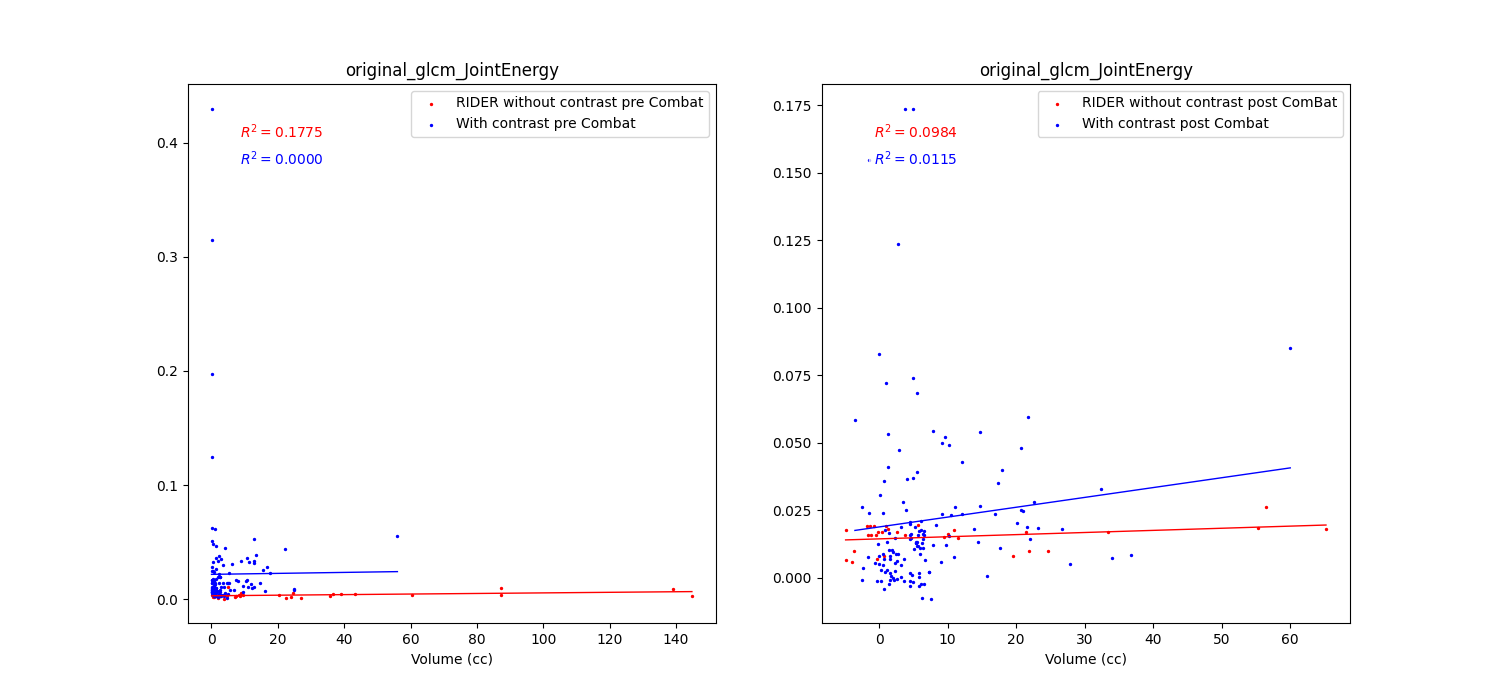 original_glcm_JointEnergy
RIDER without contrast pre Combat
With contrast pre Combat
R² = 0.1775
R² = 0.0000
0.4
0.3
0.2
0.1
0.0
0 20 40 60 80 100 120 140
Volume (cc)
original_glcm_JointEnergy
RIDER without contrast post ComBat
With contrast post Combat
R² = 0.0984
R² = 0.0115
0.175
0.150
0.125
0.100
0.075
0.050
0.025
0.000
0 10 20 30 40 50 60
Volume (cc)